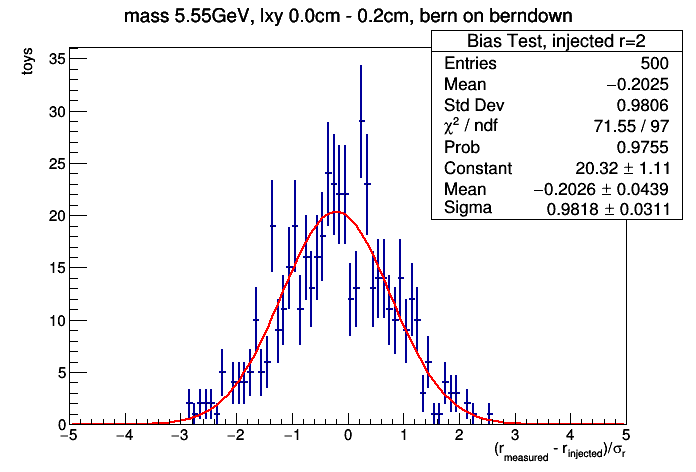 mass 5.55GeV, lxy 0.0cm - 0.2cm, bern on berndown
toys
Bias Test, injected r=2
Entries 500
Mean −0.2025
Std Dev 0.9806
χ² / ndf 71.55 / 97
Prob 0.9755
Constant 20.32 ± 1.11
Mean −0.2026 ± 0.0439
Sigma 0.9818 ± 0.0311
35
30
25
20
15
10
5
0
−5 −4 −3 −2 −1 0 1 2 3 4 5
(r_measured - r_injected)/σ_r